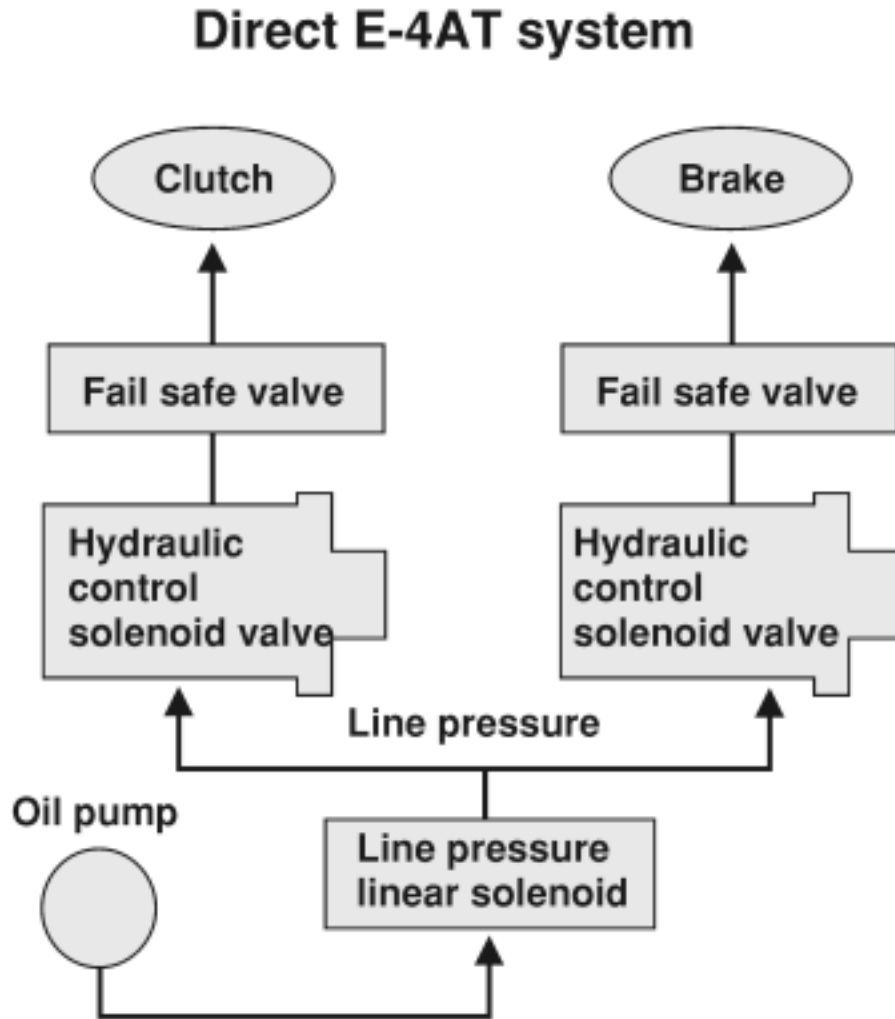 Direct E-4AT system
Clutch
Brake
Fail safe valve
Fail safe valve
Hydraulic
control
solenoid valve
Hydraulic
control
solenoid valve
Line pressure
Oil pump
Line pressure
linear solenoid